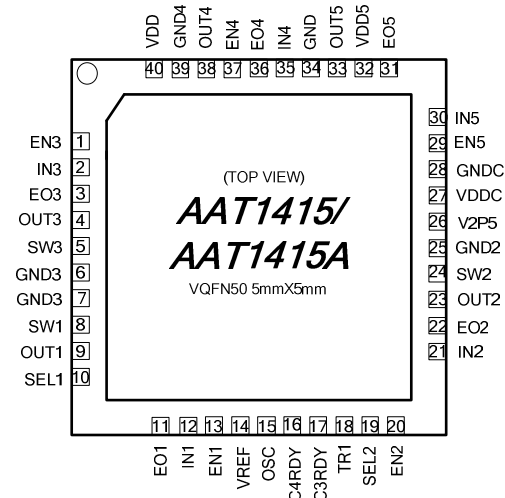 VDD GND4 OUT4 EN4 EO4 IN4 GND OUT5 VDD5 EO5
40 39 38 37 36 35 34 33 32 31
EN3 1
IN3 2
EO3 3
OUT3 4
SW3 5
GND3 6
GND3 7
SW1 8
OUT1 9
SEL1 10
(TOP VIEW)
AAT1415/
AAT1415A
VQFN50 5mmX5mm
30 IN5
29 EN5
28 GNDC
27 VDDC
26 V2P5
25 GND2
24 SW2
23 OUT2
22 EO2
21 IN2
11 12 13 14 15 16 17 18 19 20
EO1 IN1 EN1 VREF OSC C4RDY C3RDY TR1 SEL2 EN2